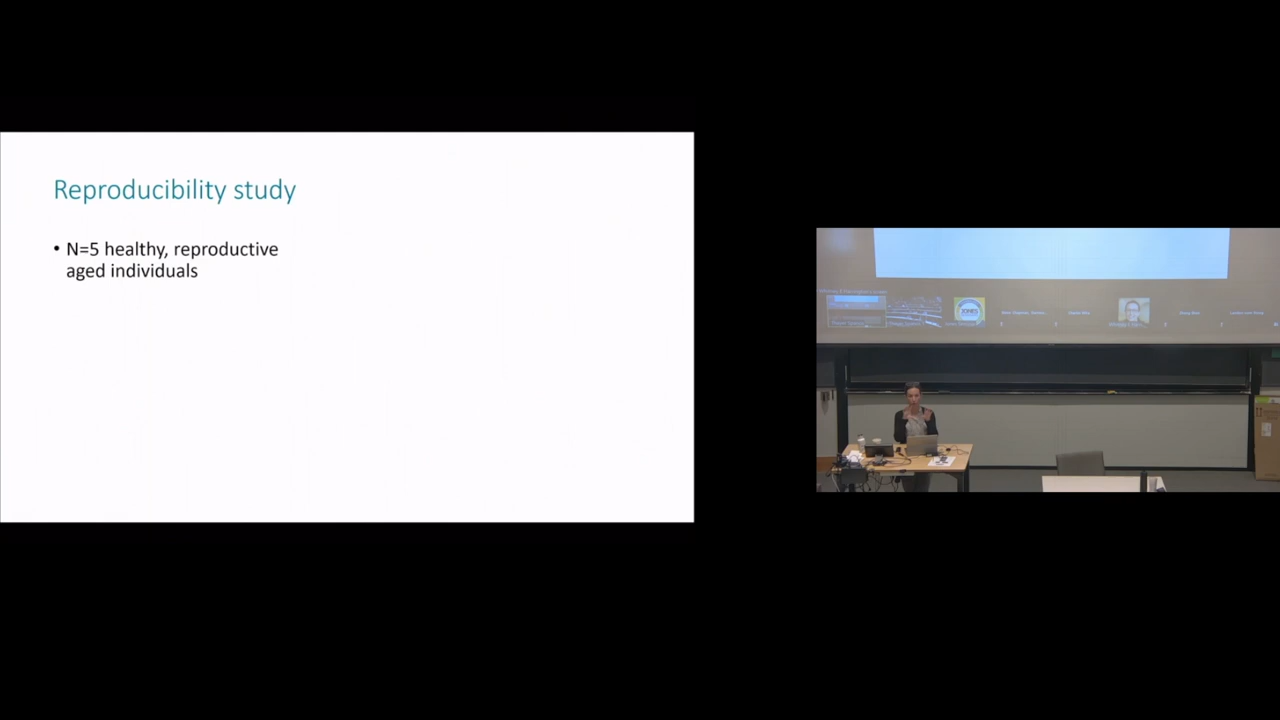 Reproducibility study
• N=5 healthy, reproductive
aged individuals